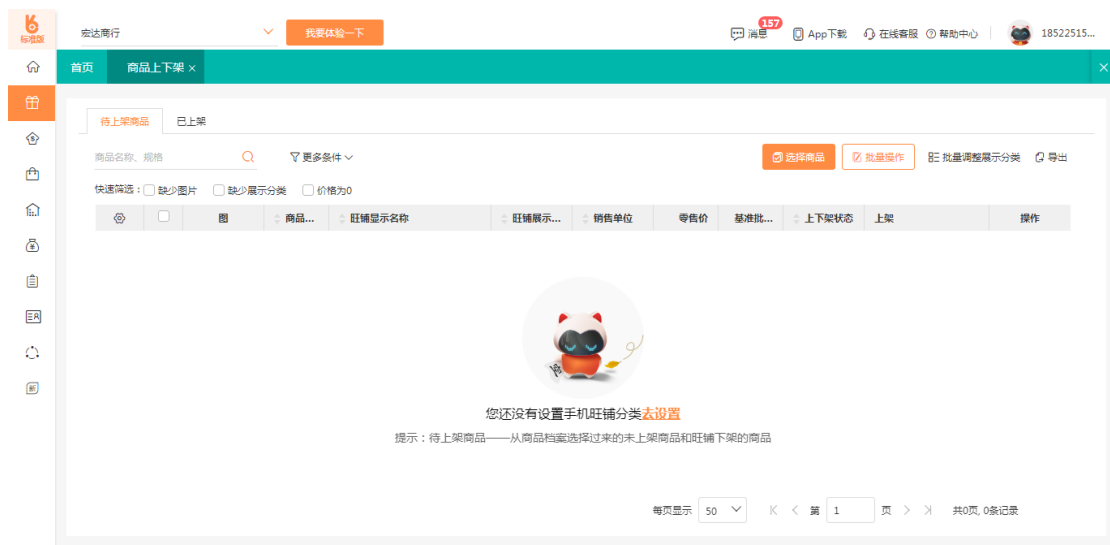 标准版
宏达商行
我要体验一下
157
消息
App下载
在线客服
帮助中心
18522515...
首页
商品上下架 ×
待上架商品
已上架
商品名称、规格
更多条件
选择商品
批量操作
批量调整展示分类
导出
快速筛选：
缺少图片
缺少展示分类
价格为0
图
商品...
旺铺显示名称
旺铺展示...
销售单位
零售价
基准批...
上下架状态
上架
操作
您还没有设置手机旺铺分类去设置
提示：待上架商品——从商品档案选择过来的未上架商品和旺铺下架的商品
每页显示 50
第 1 页
共0页, 0条记录
新